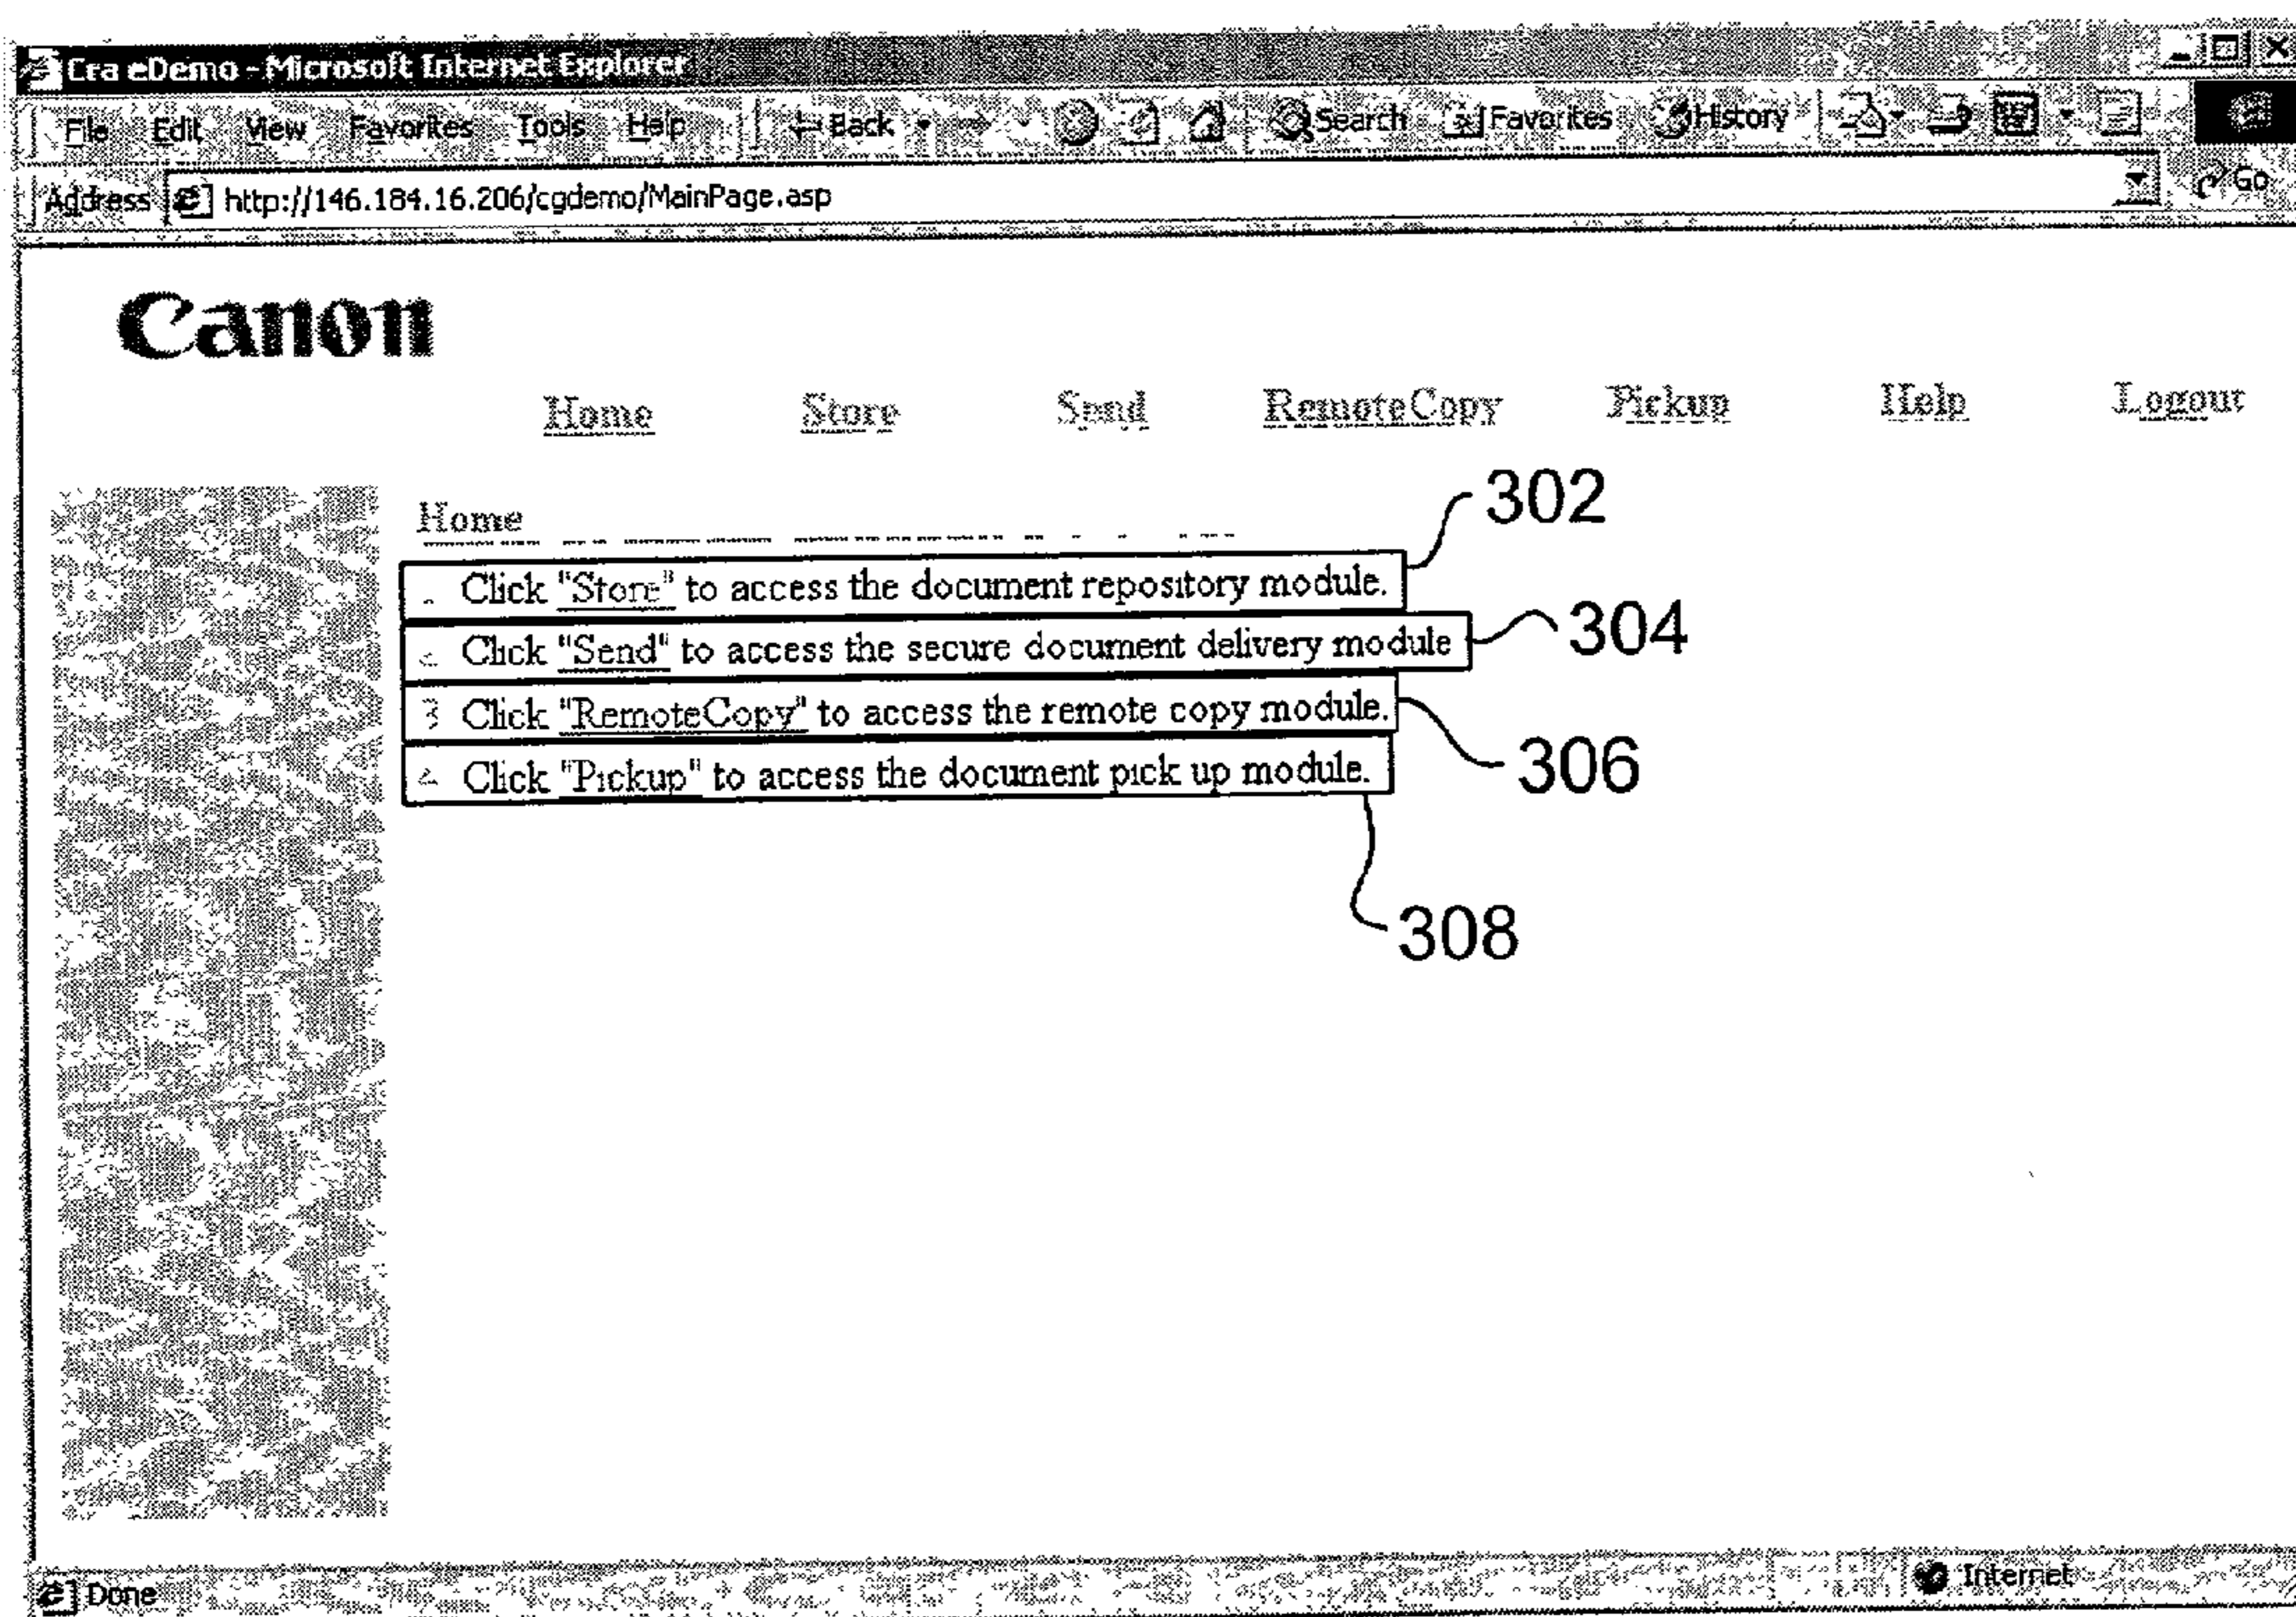 Cra eDemo - Microsoft Internet Explorer
File Edit View Favorites Tools Help Back Search Favorites History
Address http://146.184.16.206/cgdemo/MainPage.asp Go
Canon
Home Store Send RemoteCopy Pickup Help Logout
Home
302
Click "Store" to access the document repository module.
Click "Send" to access the secure document delivery module
304
3 Click "RemoteCopy" to access the remote copy module.
306
Click "Pickup" to access the document pick up module.
308
Done Internet